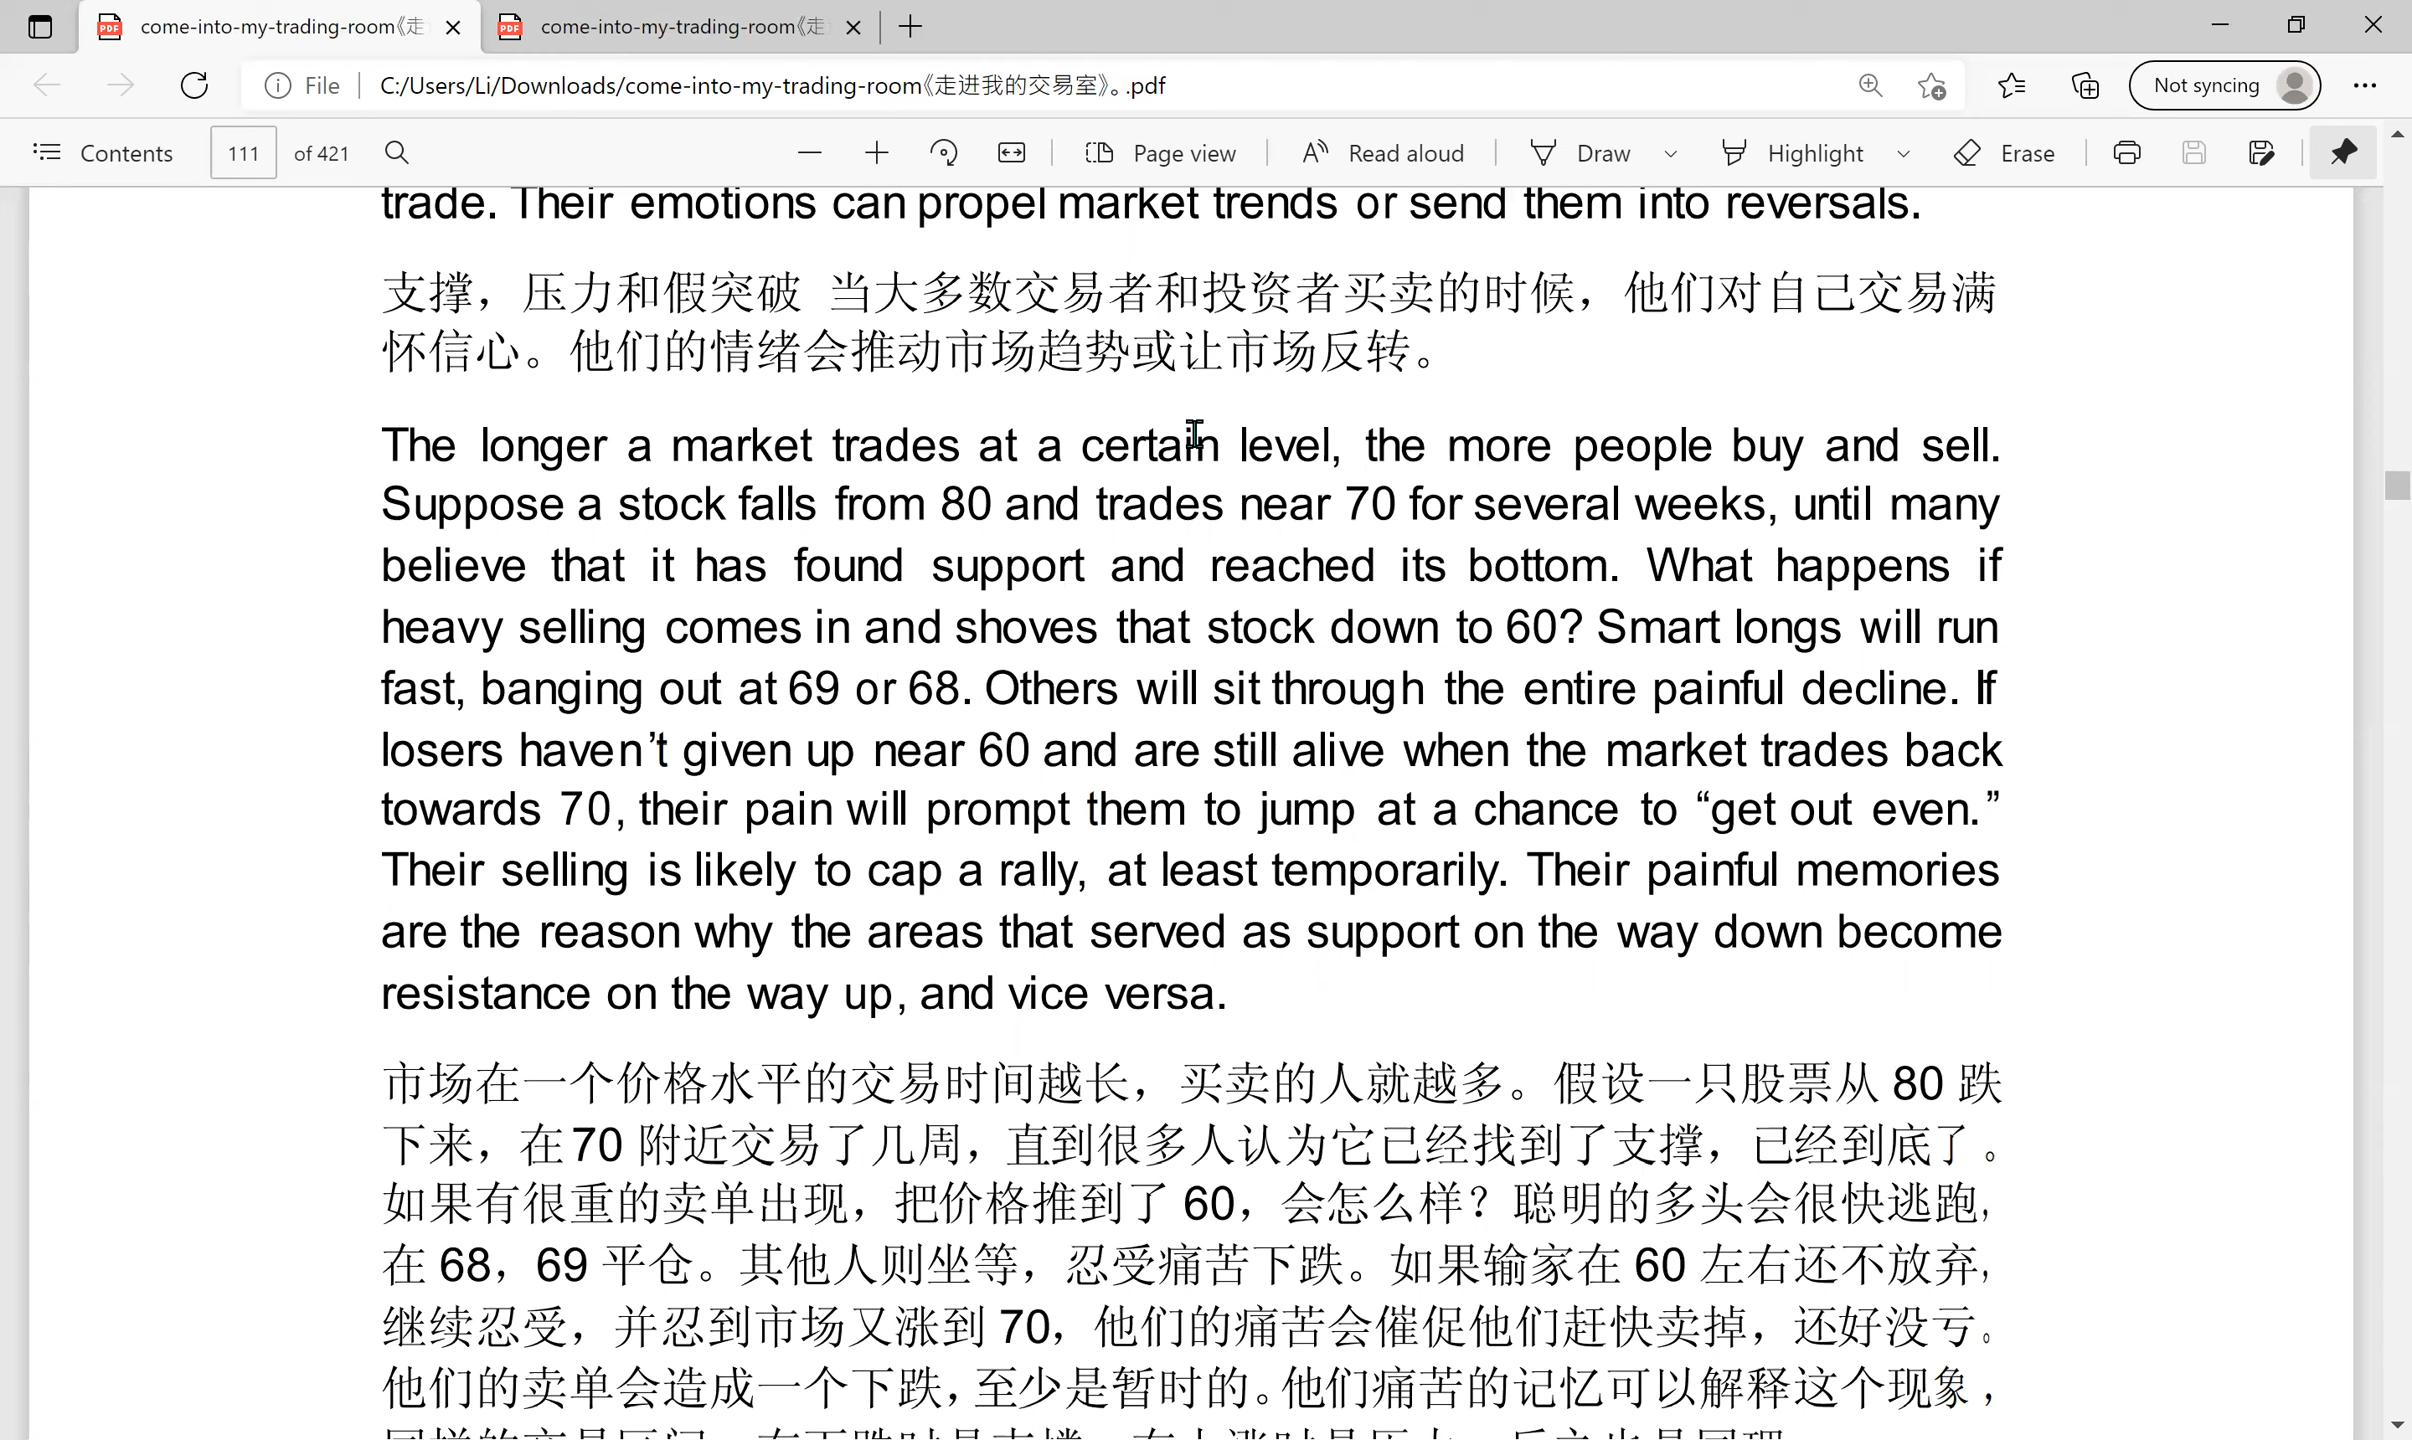 come-into-my-trading-room《走
come-into-my-trading-room《走
File
C:/Users/Li/Downloads/come-into-my-trading-room《走进我的交易室》。.pdf
Not syncing
Contents 111 of 421 Page view Read aloud Draw Highlight Erase
trade. Their emotions can propel market trends or send them into reversals.
支撑，压力和假突破 当大多数交易者和投资者买卖的时候，他们对自己交易满
怀信心。他们的情绪会推动市场趋势或让市场反转。
The longer a market trades at a certain level, the more people buy and sell.
Suppose a stock falls from 80 and trades near 70 for several weeks, until many
believe that it has found support and reached its bottom. What happens if
heavy selling comes in and shoves that stock down to 60? Smart longs will run
fast, banging out at 69 or 68. Others will sit through the entire painful decline. If
losers haven’t given up near 60 and are still alive when the market trades back
towards 70, their pain will prompt them to jump at a chance to “get out even.”
Their selling is likely to cap a rally, at least temporarily. Their painful memories
are the reason why the areas that served as support on the way down become
resistance on the way up, and vice versa.
市场在一个价格水平的交易时间越长，买卖的人就越多。假设一只股票从 80 跌
下来，在 70 附近交易了几周，直到很多人认为它已经找到了支撑，已经到底了。
如果有很重的卖单出现，把价格推到了 60，会怎么样？聪明的多头会很快逃跑，
在 68，69 平仓。其他人则坐等，忍受痛苦下跌。如果输家在 60 左右还不放弃，
继续忍受，并忍到市场又涨到 70，他们的痛苦会催促他们赶快卖掉，还好没亏。
他们的卖单会造成一个下跌，至少是暂时的。他们痛苦的记忆可以解释这个现象，